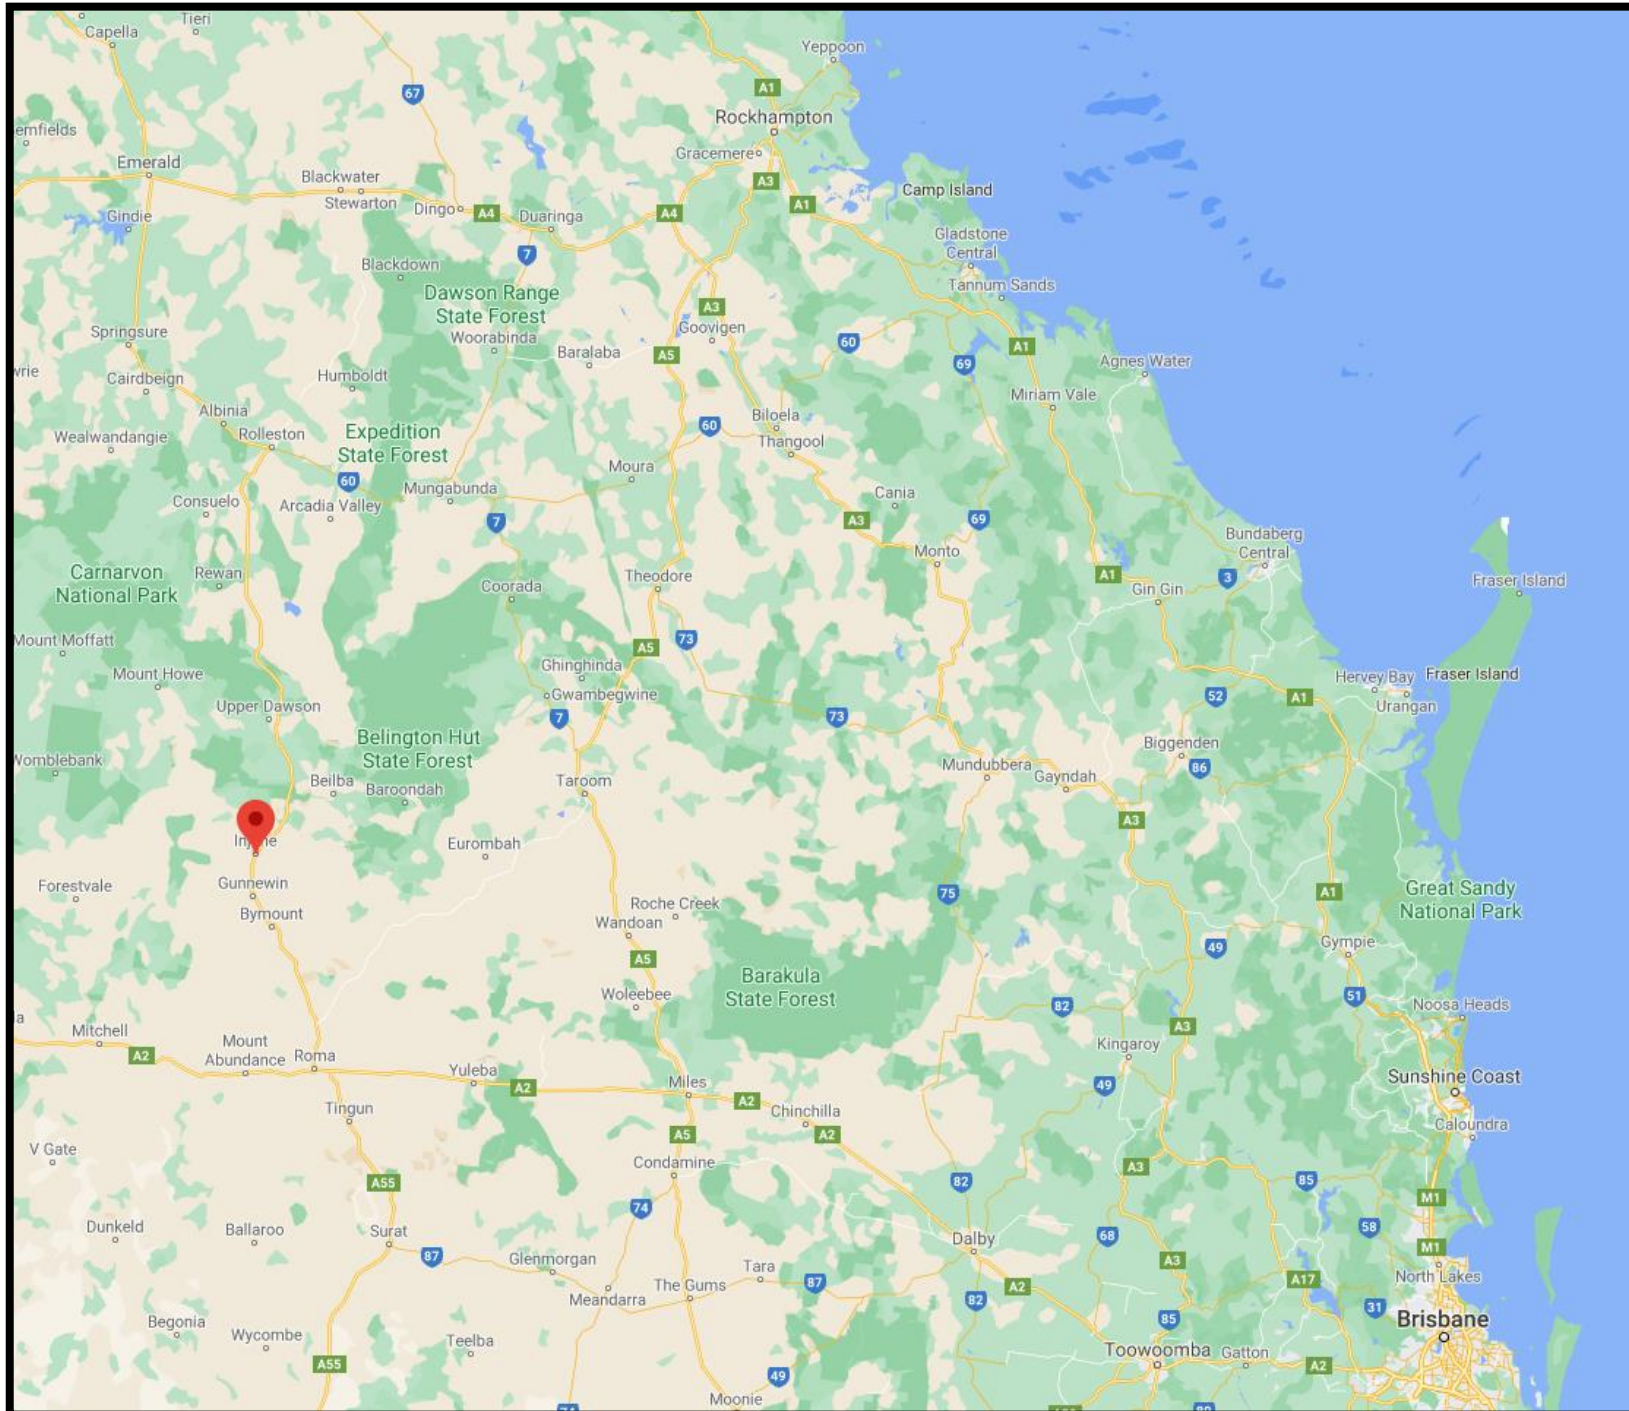 Tieri
Capella
Yeppoon
67
A1
Rockhampton
emfields
Gracemere
Emerald
Blackwater
A3
Stewarton
Camp Island
A1
Dingo
A4
Duaringa
A4
Gindie
Gladstone
Central
7
Blackdown
Tannum Sands
Dawson Range
State Forest
A3
Goovigen
Springsure
Woorabinda
60
A1
Baralaba
A5
69
Agnes Water
wrie
Cairdbeign
Humboldt
Miriam Vale
Albinia
Biloela
60
Rolleston
Expedition
State Forest
Wealwandangie
Thangool
Moura
60
Mungabunda
Cania
Consuelo
Arcadia Valley
7
A3
69
Bundaberg
Central
Monto
Carnarvon
National Park
Rewan
Theodore
A1
3
Fraser Island
Coorada
Gin Gin
Mount Moffatt
A5
73
Ghinghinda
Mount Howe
Fraser Island
Hervey Bay
Gwambegwine
52
A1
Urangan
Upper Dawson
7
73
Belington Hut
State Forest
Biggenden
Womblebank
86
Mundubbera
Gayndah
Beilba
Baroondah
Taroom
A3
Eurombah
Gunnewin
Forestvale
75
A1
Great Sandy
National Park
Roche Creek
Bymount
Wandoan
49
Gympie
A5
Barakula
State Forest
Woleebee
51
82
Noosa Heads
la
Mitchell
A3
Mount
Abundance
Roma
Kingaroy
A2
Yuleba
A2
Miles
49
Sunshine Coast
A2
Tingun
Chinchilla
A2
Caloundra
A5
V Gate
Condamine
A3
A55
82
85
M1
74
Dunkeld
Ballaroo
Surat
58
Dalby
68
87
M1
Glenmorgan
A3
Tara
87
A17
North Lakes
The Gums
A2
Meandarra
82
31
Begonia
85
Brisbane
Wycombe
Teelba
Toowoomba
Gatton
A55
A2
49
Moonie